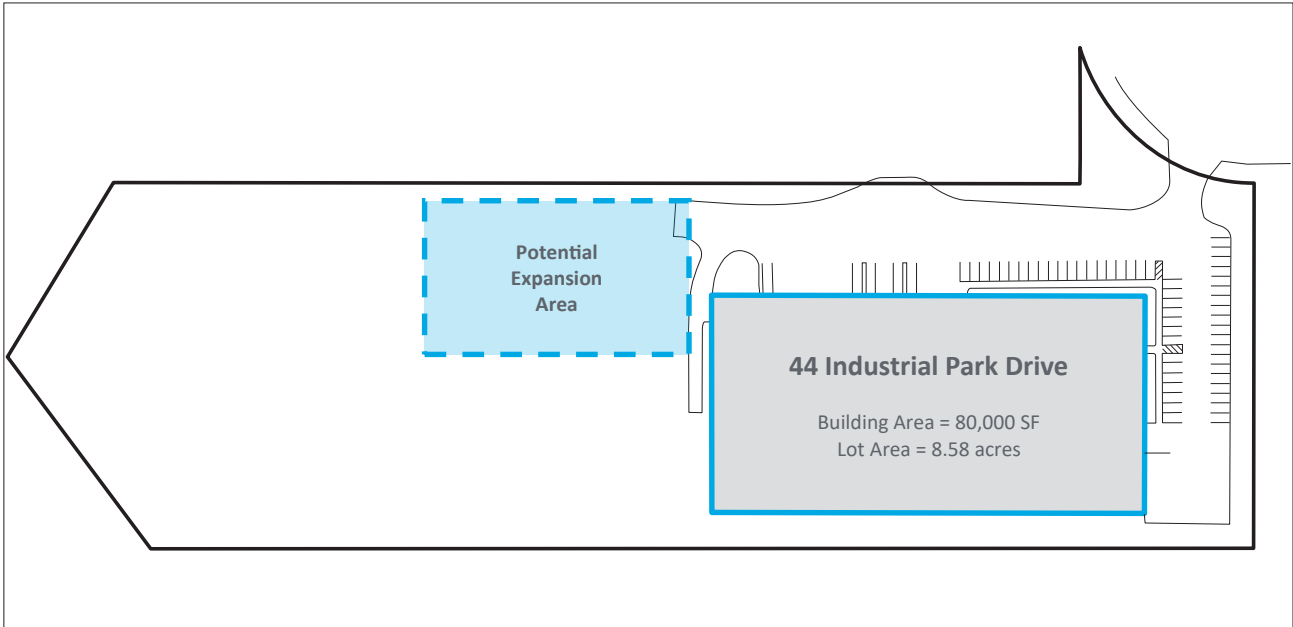 Potential
Expansion
Area
44 Industrial Park Drive
Building Area = 80,000 SF
Lot Area = 8.58 acres